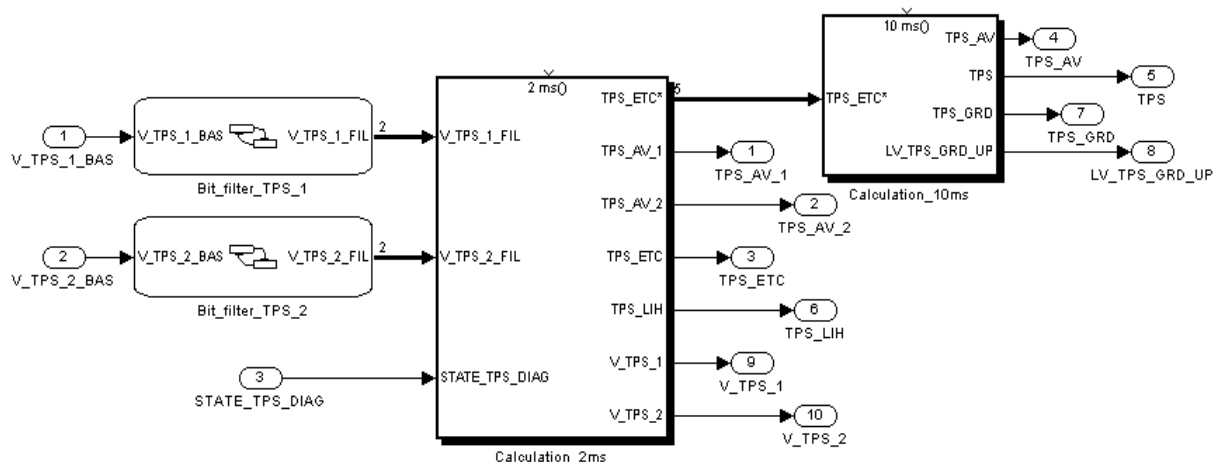 10 ms()
TPS_AV
4
TPS_AV
TPS_ETC*
TPS
5
TPS
TPS_GRD
7
TPS_GRD
LV_TPS_GRD_UP
8
LV_TPS_GRD_UP
Calculation_10ms
1
V_TPS_1_BAS
V_TPS_1_BAS
V_TPS_1_FIL
2
Bit_filter_TPS_1
2
V_TPS_2_BAS
V_TPS_2_BAS
V_TPS_2_FIL
2
Bit_filter_TPS_2
3
STATE_TPS_DIAG
2 ms()
V_TPS_1_FIL
V_TPS_2_FIL
STATE_TPS_DIAG
TPS_ETC*
5
TPS_AV_1
1
TPS_AV_1
TPS_AV_2
2
TPS_AV_2
TPS_ETC
3
TPS_ETC
TPS_LIH
6
TPS_LIH
V_TPS_1
9
V_TPS_1
V_TPS_2
10
V_TPS_2
Calculation_2ms